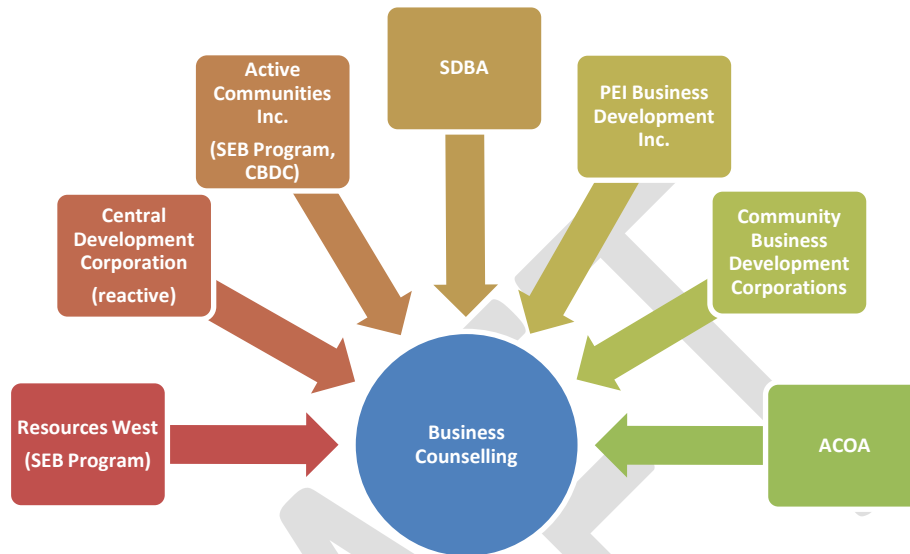 Active
Communities
Inc.
(SEB Program,
CBDC)
SDBA
PEI Business
Development
Inc.
Central
Development
Corporation
(reactive)
Community
Business
Development
Corporations
Resources West
(SEB Program)
Business
Counselling
ACOA